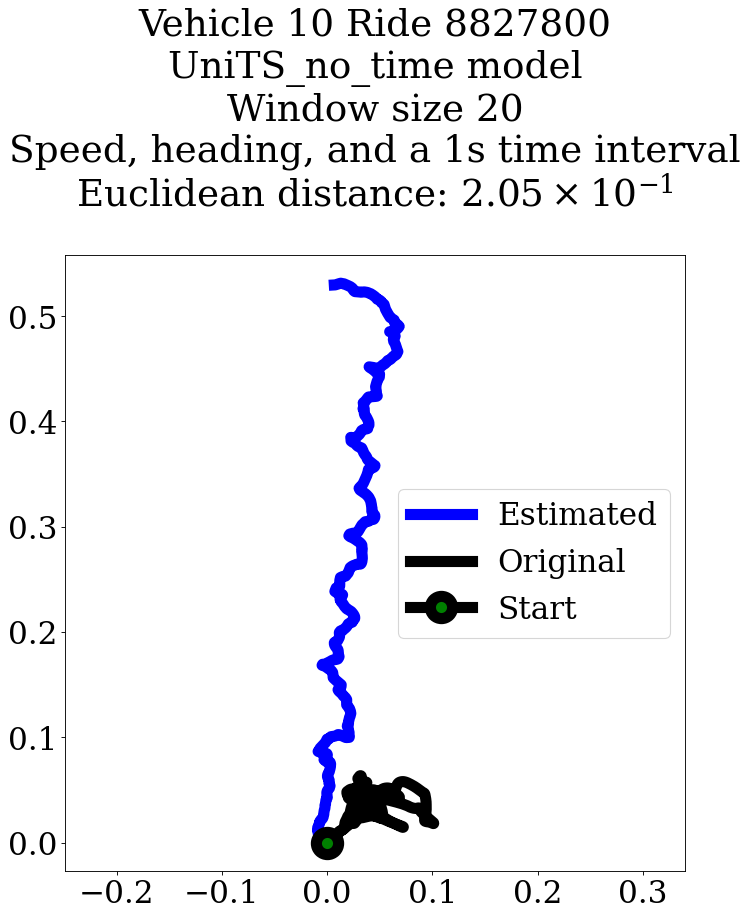 Vehicle 10 Ride 8827800
UniTS_no_time model
Window size 20
Speed, heading, and a 1s time interval
Euclidean distance: 2.05 × 10⁻¹
0.5
0.4
0.3
0.2
0.1
0.0
Estimated
Original
Start
−0.2 −0.1 0.0 0.1 0.2 0.3